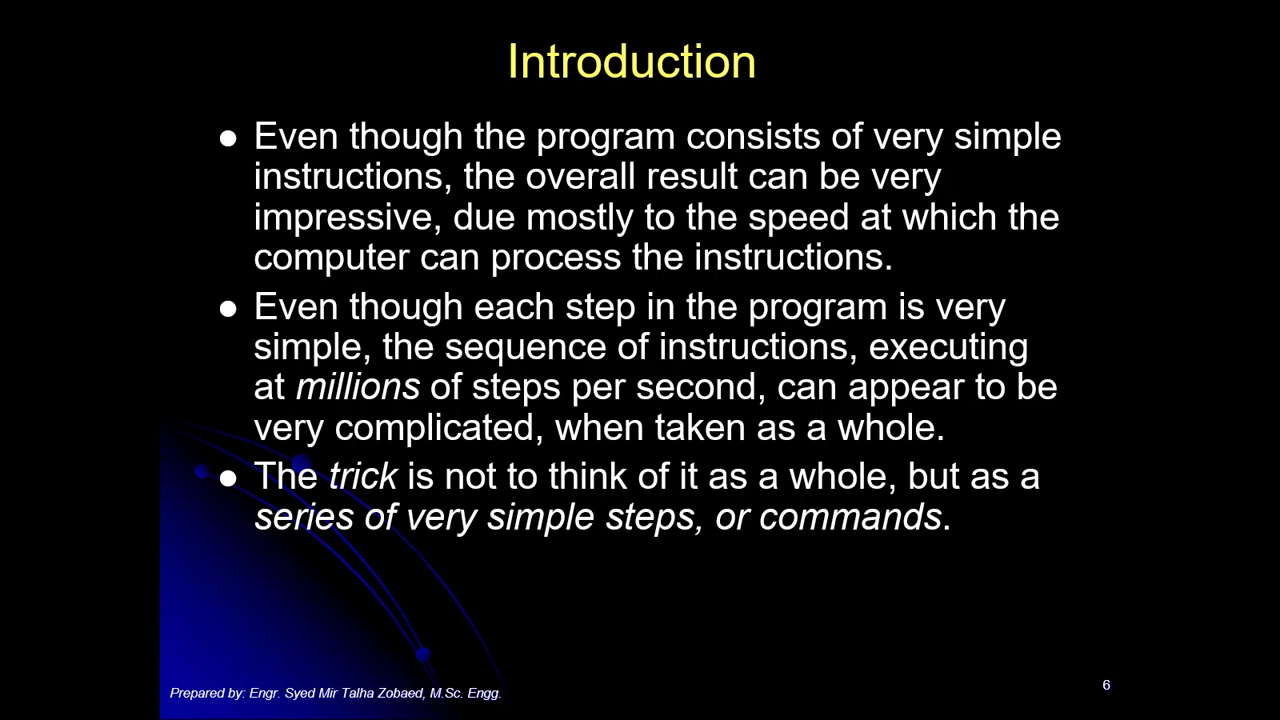 Introduction
● Even though the program consists of very simple
instructions, the overall result can be very
impressive, due mostly to the speed at which the
computer can process the instructions.
● Even though each step in the program is very
simple, the sequence of instructions, executing
at millions of steps per second, can appear to be
very complicated, when taken as a whole.
● The trick is not to think of it as a whole, but as a
series of very simple steps, or commands.
Prepared by: Engr. Syed Mir Talha Zobaed, M.Sc. Engg.
6